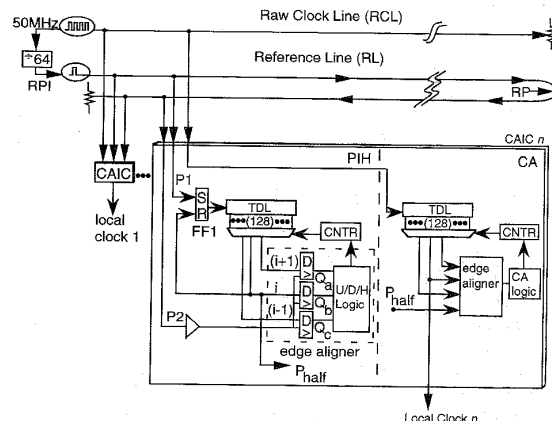 Raw Clock Line (RCL)
50MHz
÷64
Reference Line (RL)
RPI
RP
CAIC n
PIH
CA
CAIC
P1
S
R
FF1
TDL
(128)
CNTR
TDL
(128)
CNTR
local
clock 1
(i+1)
D
Qa
i
D
Qb
(i-1)
D
Qc
U/D/H
Logic
P2
edge aligner
Phalf
edge
aligner
CA
logic
Phalf
Local Clock n